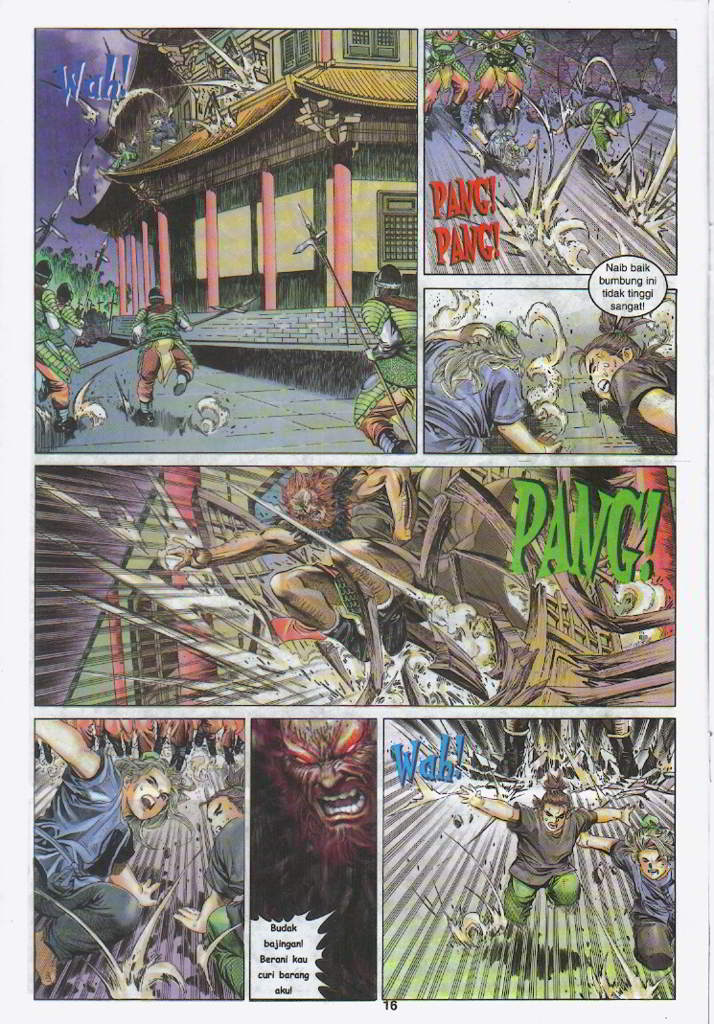 Wah!
PANG!
PANG!
Naib baik
bumbung ini
tidak tinggi
sangat!
PANG!
Budak
bajingan!
Berani kau
curi barang
aku!
Wah!
16